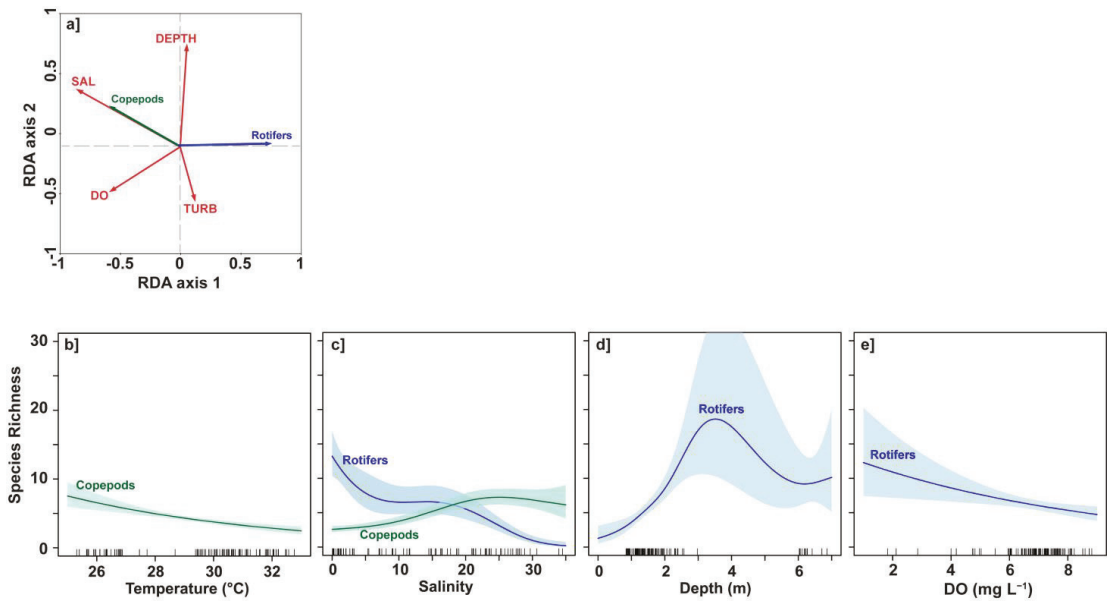 a]
1
0.5
0
-0.5
-1
RDA axis 2
DEPTH
SAL
Copepods
Rotifers
DO
TURB
-1
-0.5
0
0.5
1
RDA axis 1
Species Richness
30
20
10
0
b]
Copepods
26
28
30
32
Temperature (°C)
c]
Rotifers
Copepods
0
10
20
30
Salinity
d]
Rotifers
0
2
4
6
Depth (m)
e]
Rotifers
2
4
6
8
DO (mg L⁻¹)